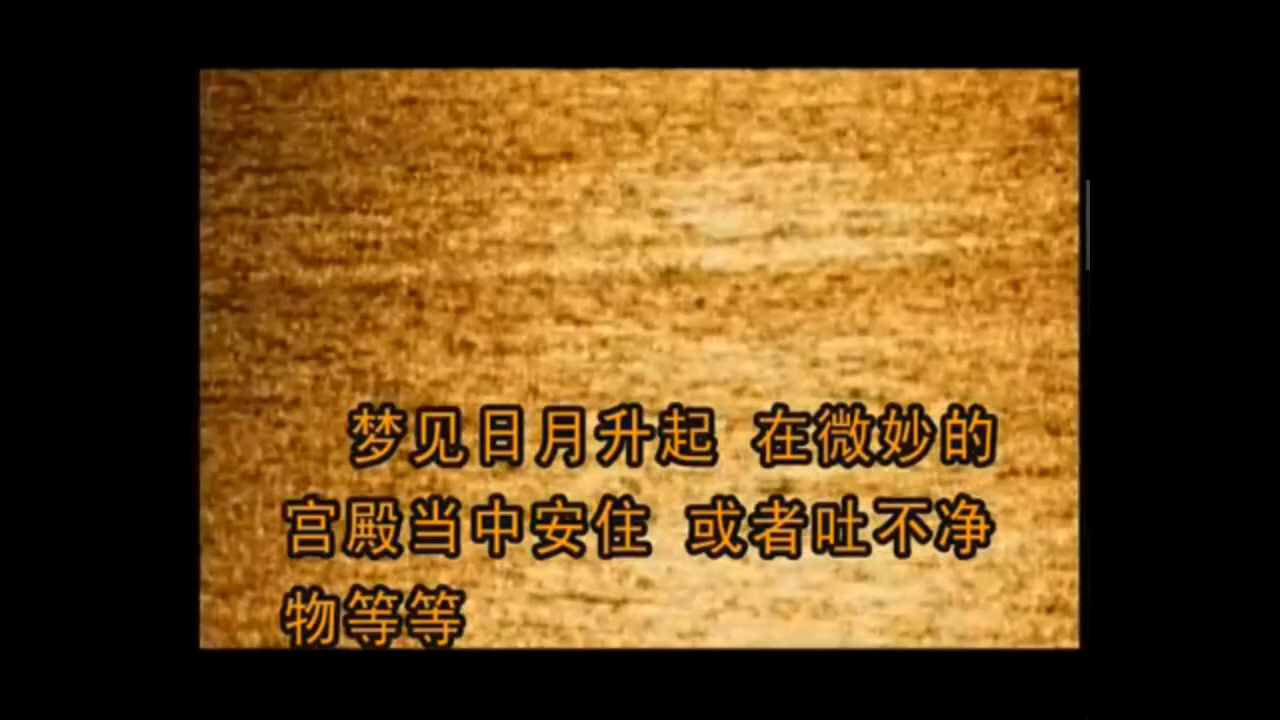 梦见日月升起 在微妙的
宫殿当中安住 或者吐不净
物等等